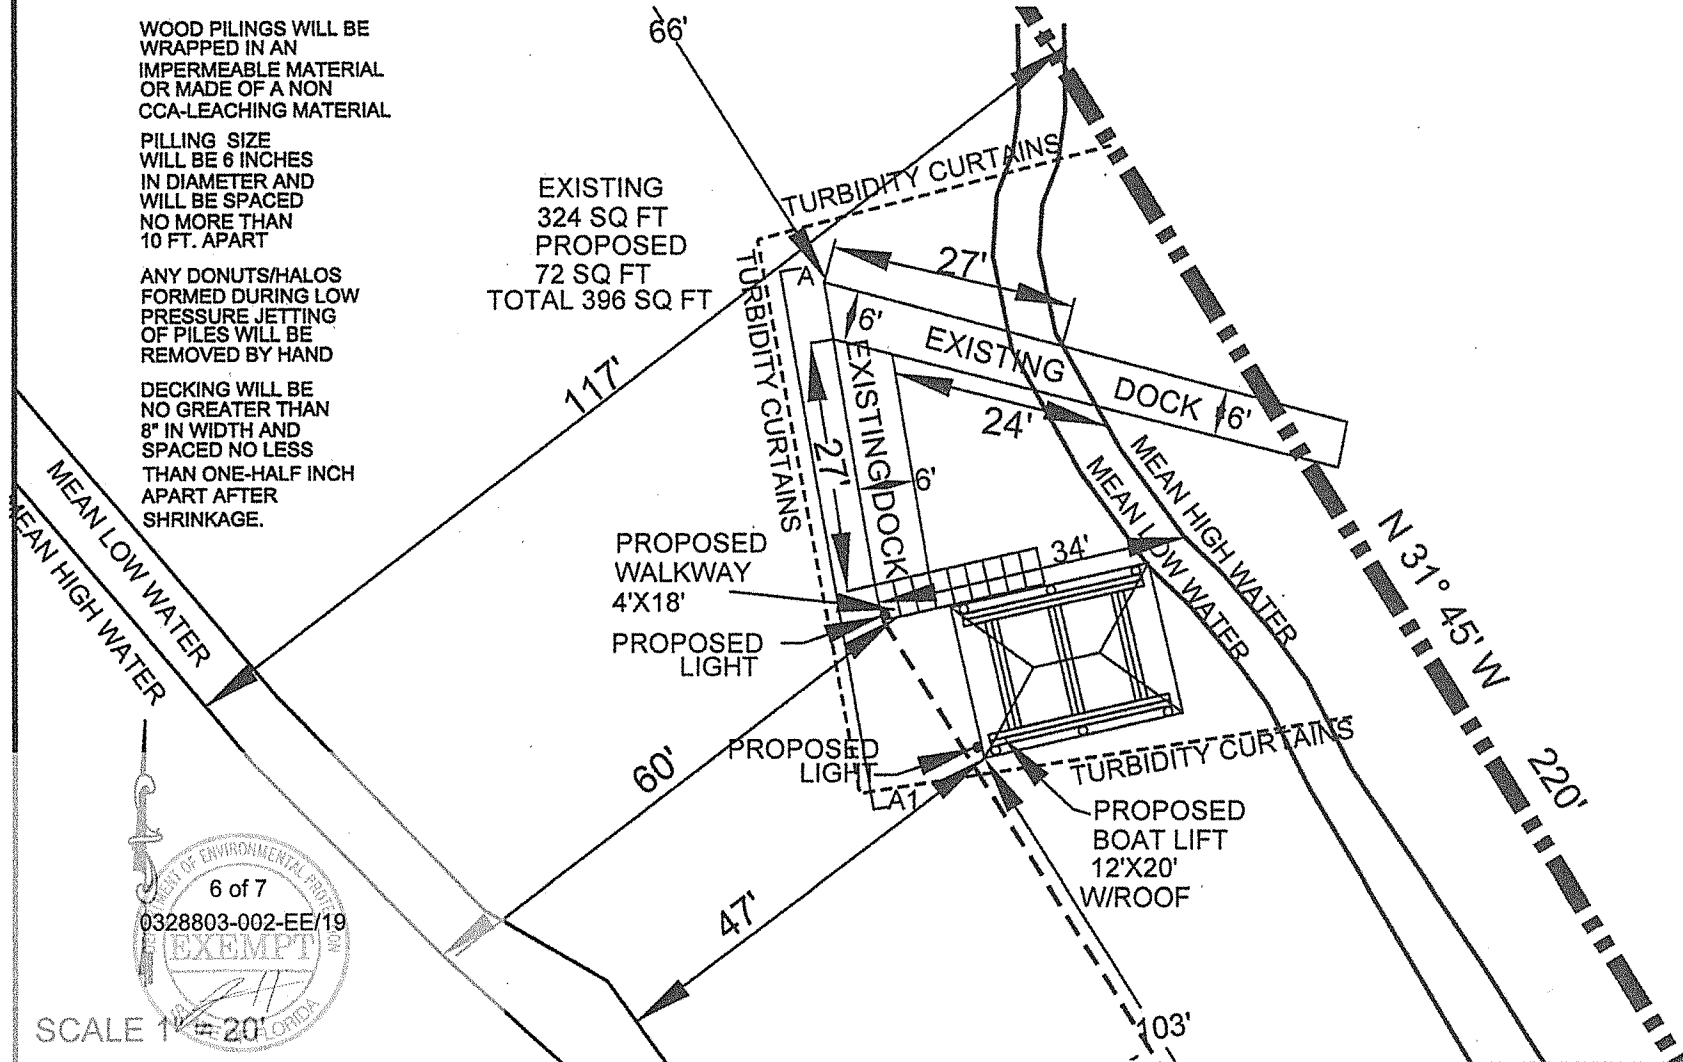 WOOD PILINGS WILL BE
WRAPPED IN AN
IMPERMEABLE MATERIAL
OR MADE OF A NON
CCA-LEACHING MATERIAL
PILLING SIZE
WILL BE 6 INCHES
IN DIAMETER AND
WILL BE SPACED
NO MORE THAN
10 FT. APART
ANY DONUTS/HALOS
FORMED DURING LOW
PRESSURE JETTING
OF PILES WILL BE
REMOVED BY HAND
DECKING WILL BE
NO GREATER THAN
8" IN WIDTH AND
SPACED NO LESS
THAN ONE-HALF INCH
APART AFTER
SHRINKAGE.
66'
EXISTING
324 SQ FT
PROPOSED
72 SQ FT
TOTAL 396 SQ FT
TURBIDITY CURTAINS
TURBIDITY CURTAINS
A
27'
6'
EXISTING DOCK
6'
117'
24'
27'
EXISTING DOCK
6'
MEAN LOW WATER
MEAN HIGH WATER
MEAN HIGH WATER
MEAN LOW WATER
N 31° 45' W
220'
PROPOSED
WALKWAY
4'X18'
34'
PROPOSED
LIGHT
PROPOSED
LIGHT
60'
TURBIDITY CURTAINS
A1
PROPOSED
BOAT LIFT
12'X20'
W/ROOF
47'
103'
6 of 7
0328803-002-EE/19
OF ENVIRONMENTAL
EXEMPT
FLORIDA
SCALE 1" = 20'